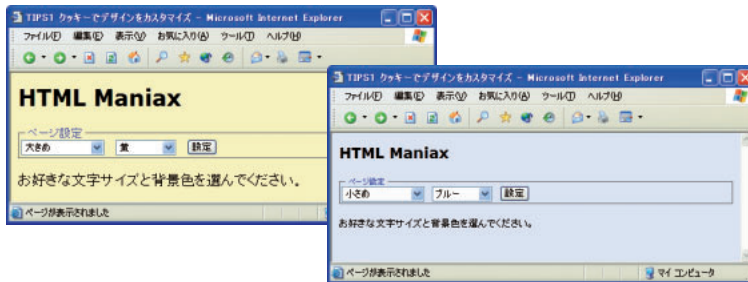 TIPS1 クッキーでデザインをカスタマイズ - Microsoft Internet Explorer
ファイル(F) 編集(E) 表示(V) お気に入り(A) ツール(T) ヘルプ(H)
HTML Maniax
ページ設定
大きめ 黄 設定
お好きな文字サイズと背景色を選んでください。
ページが表示されました
TIPS1 クッキーでデザインをカスタマイズ - Microsoft Internet Explorer
ファイル(F) 編集(E) 表示(V) お気に入り(A) ツール(T) ヘルプ(H)
HTML Maniax
ページ設定
小さめ ブルー 設定
お好きな文字サイズと背景色を選んでください。
ページが表示されました マイ コンピュータ